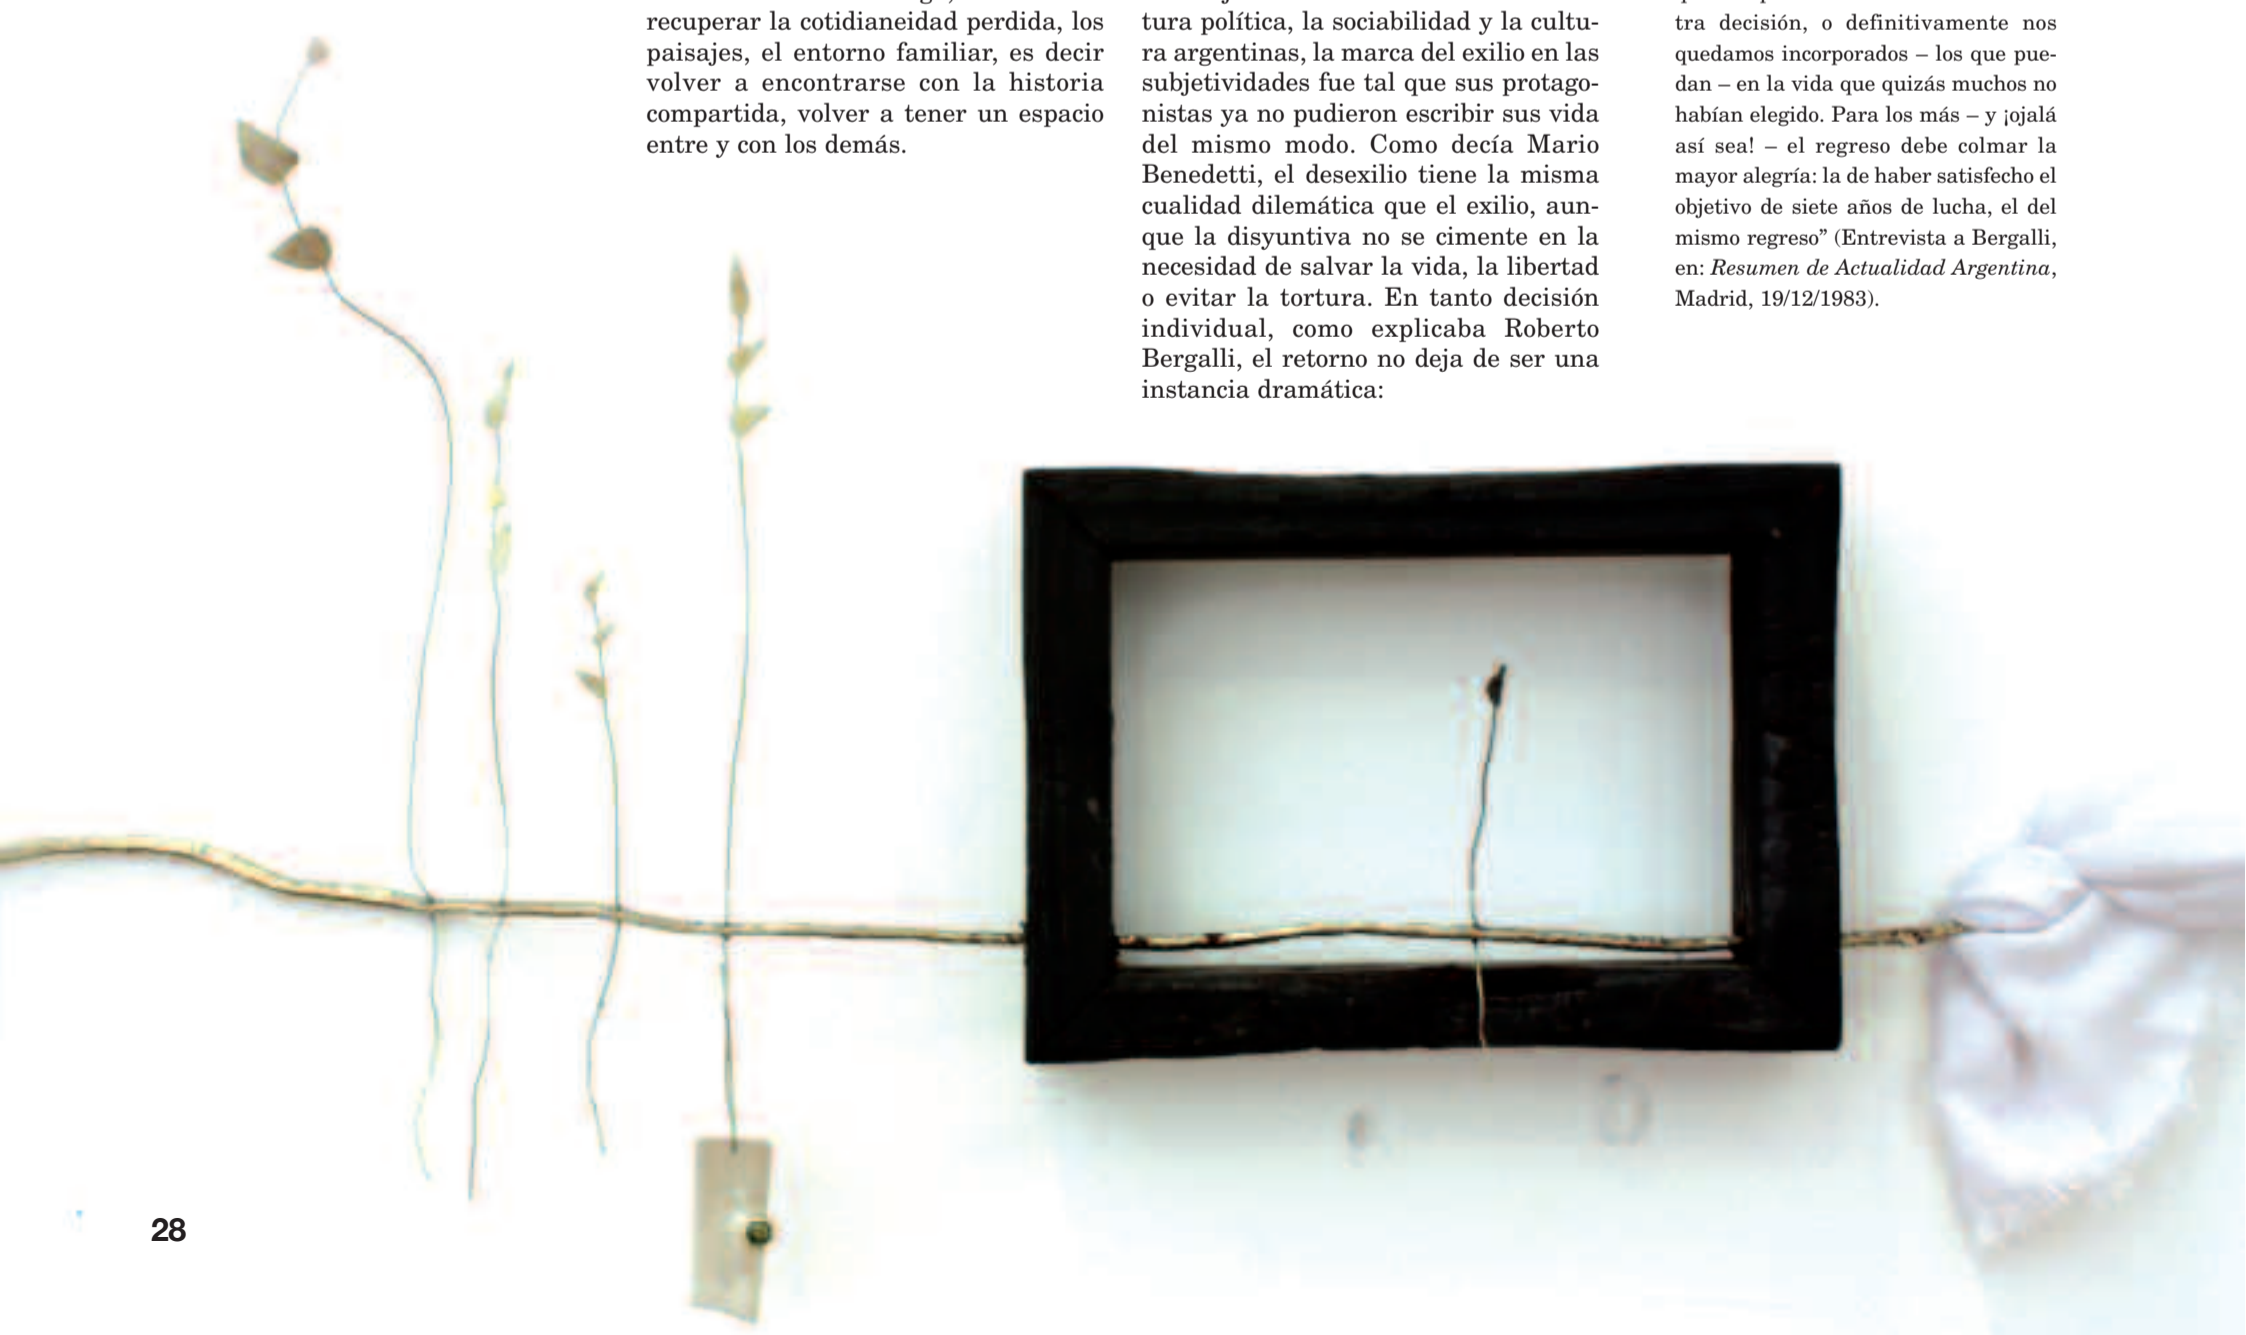 recuperar la cotidianeidad perdida, los
paisajes, el entorno familiar, es decir
volver a encontrarse con la historia
compartida, volver a tener un espacio
entre y con los demás.
tura política, la sociabilidad y la cultu-
ra argentinas, la marca del exilio en las
subjetividades fue tal que sus protago-
nistas ya no pudieron escribir sus vida
del mismo modo. Como decía Mario
Benedetti, el desexilio tiene la misma
cualidad dilemática que el exilio, aun-
que la disyuntiva no se cimente en la
necesidad de salvar la vida, la libertad
o evitar la tortura. En tanto decisión
individual, como explicaba Roberto
Bergalli, el retorno no deja de ser una
instancia dramática:
tra decisión, o definitivamente nos
quedamos incorporados – los que pue-
dan – en la vida que quizás muchos no
habían elegido. Para los más – y ¡ojalá
así sea! – el regreso debe colmar la
mayor alegría: la de haber satisfecho el
objetivo de siete años de lucha, el del
mismo regreso” (Entrevista a Bergalli,
en: Resumen de Actualidad Argentina,
Madrid, 19/12/1983).
28